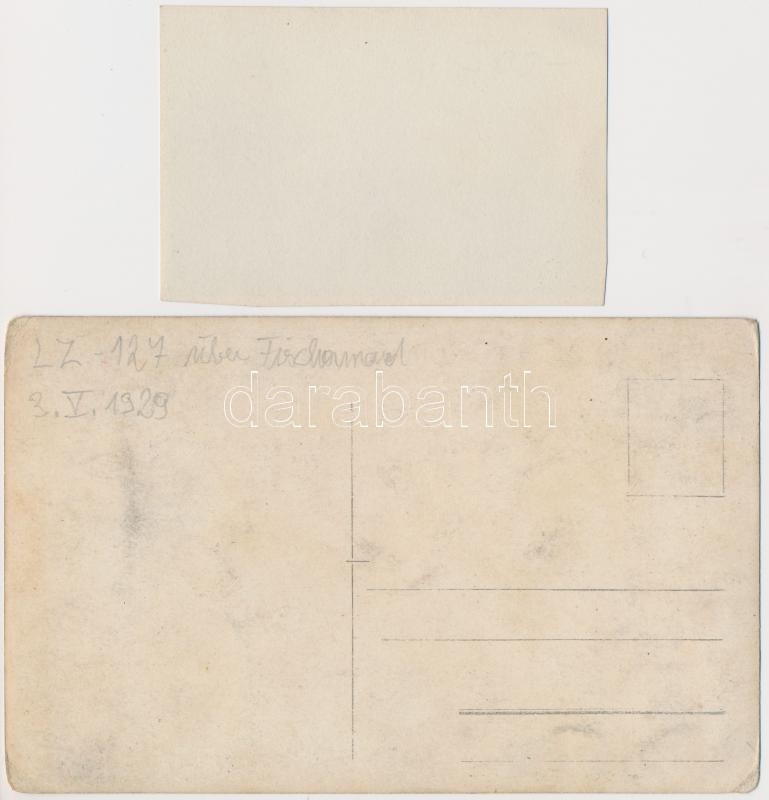 LZ-127 über Fischamend
3. V. 1929
darabanth